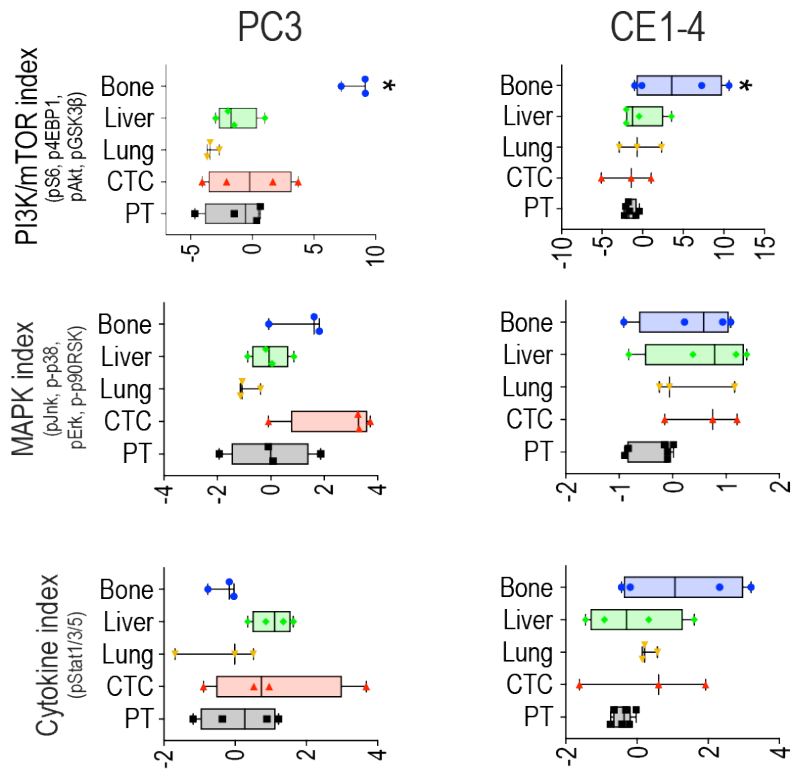 PC3
CE1-4
PI3K/mTOR index
(pS6, p4EBP1,
pAkt, pGSK3β)
Bone
Liver
Lung
CTC
PT
*
-5
0
5
10
Bone
Liver
Lung
CTC
PT
*
-10
-5
0
5
10
15
MAPK index
(pJnk, p-p38,
pErk, p-p90RSK)
Bone
Liver
Lung
CTC
PT
-4
-2
0
2
4
Bone
Liver
Lung
CTC
PT
-2
-1
0
1
2
Cytokine index
(pStat1/3/5)
Bone
Liver
Lung
CTC
PT
-2
0
2
4
Bone
Liver
Lung
CTC
PT
-2
0
2
4